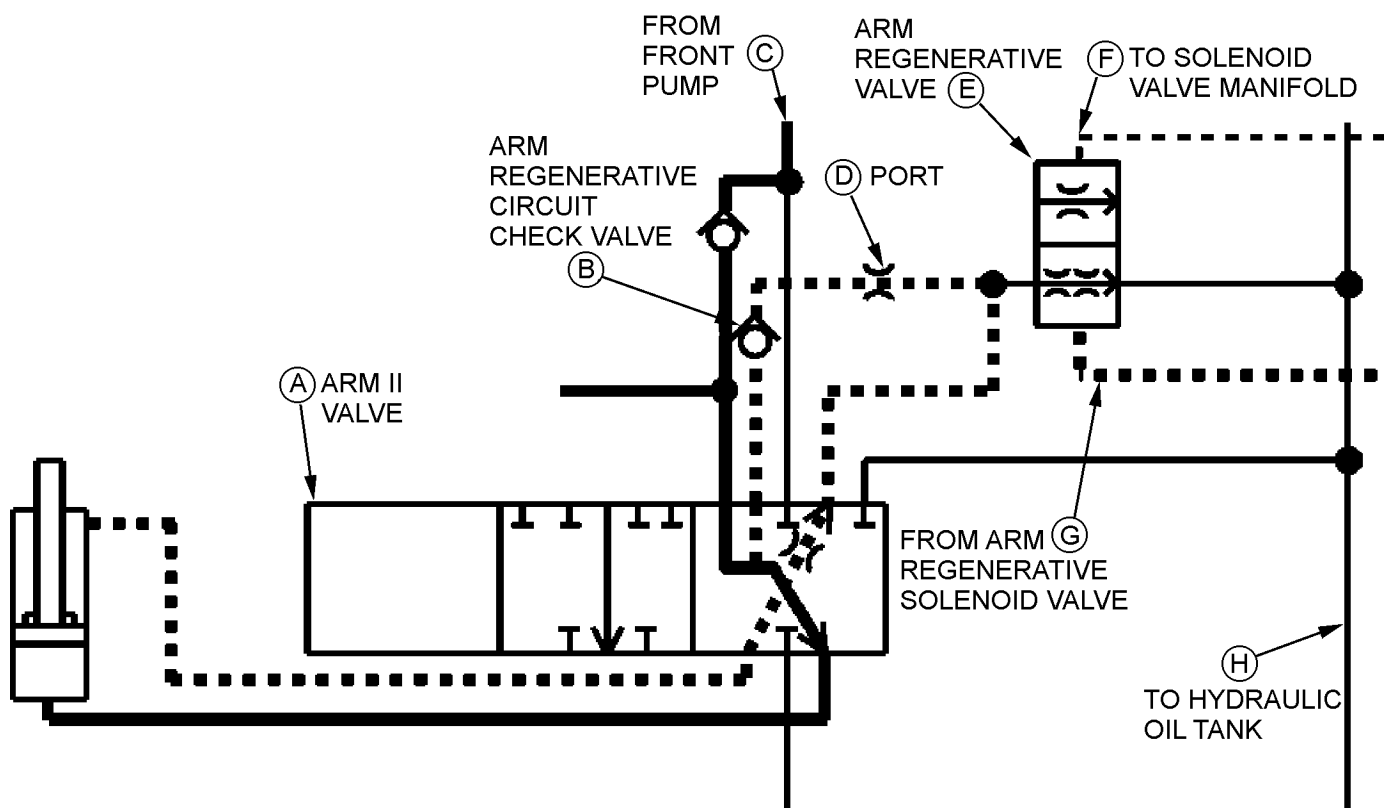 FROM
FRONT
PUMP
C
ARM
REGENERATIVE
VALVE E
F TO SOLENOID
VALVE MANIFOLD
ARM
REGENERATIVE
CIRCUIT
CHECK VALVE
B
D PORT
A ARM II
VALVE
FROM ARM G
REGENERATIVE
SOLENOID VALVE
H
TO HYDRAULIC
OIL TANK